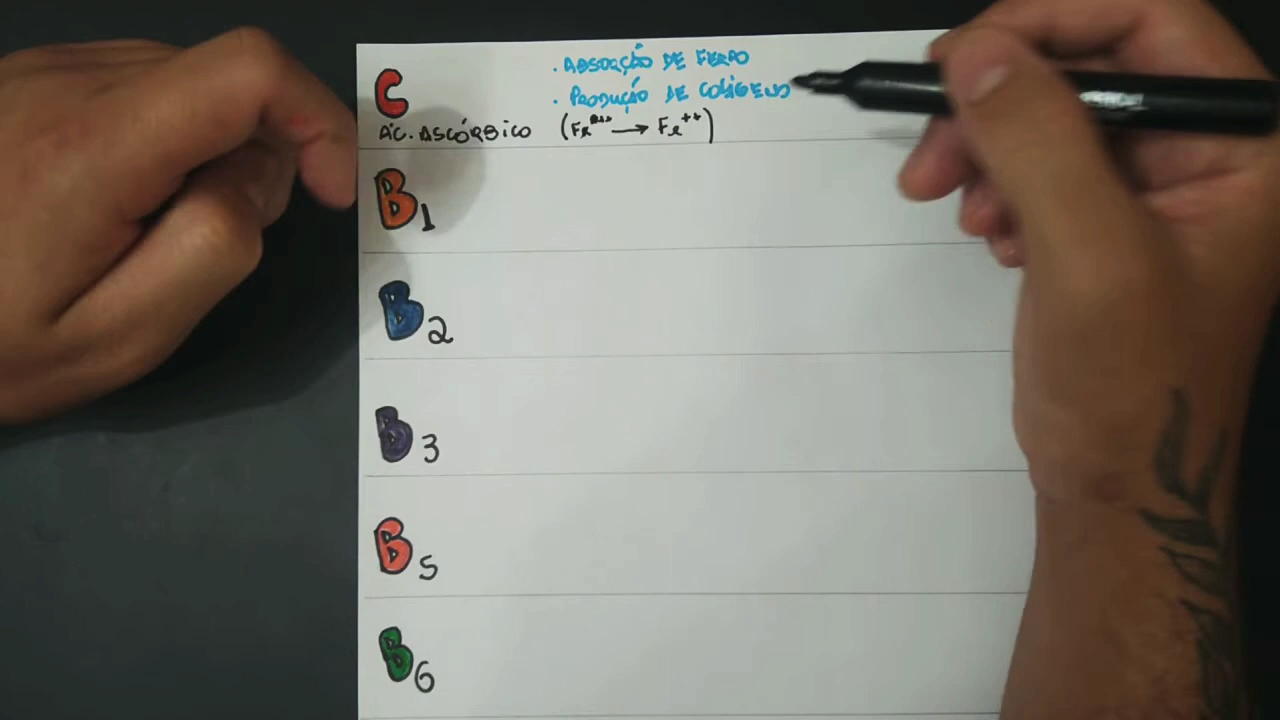 C
. ABSORÇÃO DE FERRO
. PRODUÇÃO DE COLÁGENO
ÁC. ASCÓRBICO (Fe+++ → Fe++)
B1
B2
B3
B5
B6